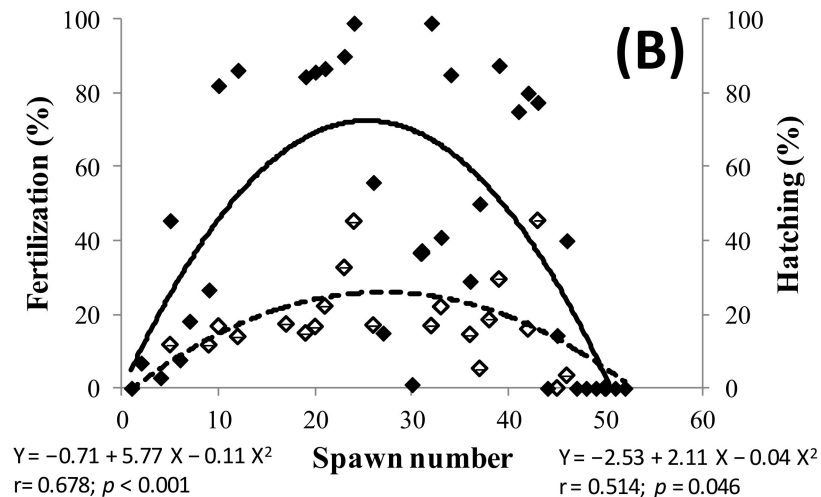 (B)
Fertilization (%)
100
80
60
40
20
0
Hatching (%)
100
80
60
40
20
0
0 10 20 30 40 50 60
Spawn number
Y = −0.71 + 5.77 X − 0.11 X²
r= 0.678; p < 0.001
Y = −2.53 + 2.11 X − 0.04 X²
r= 0.514; p = 0.046